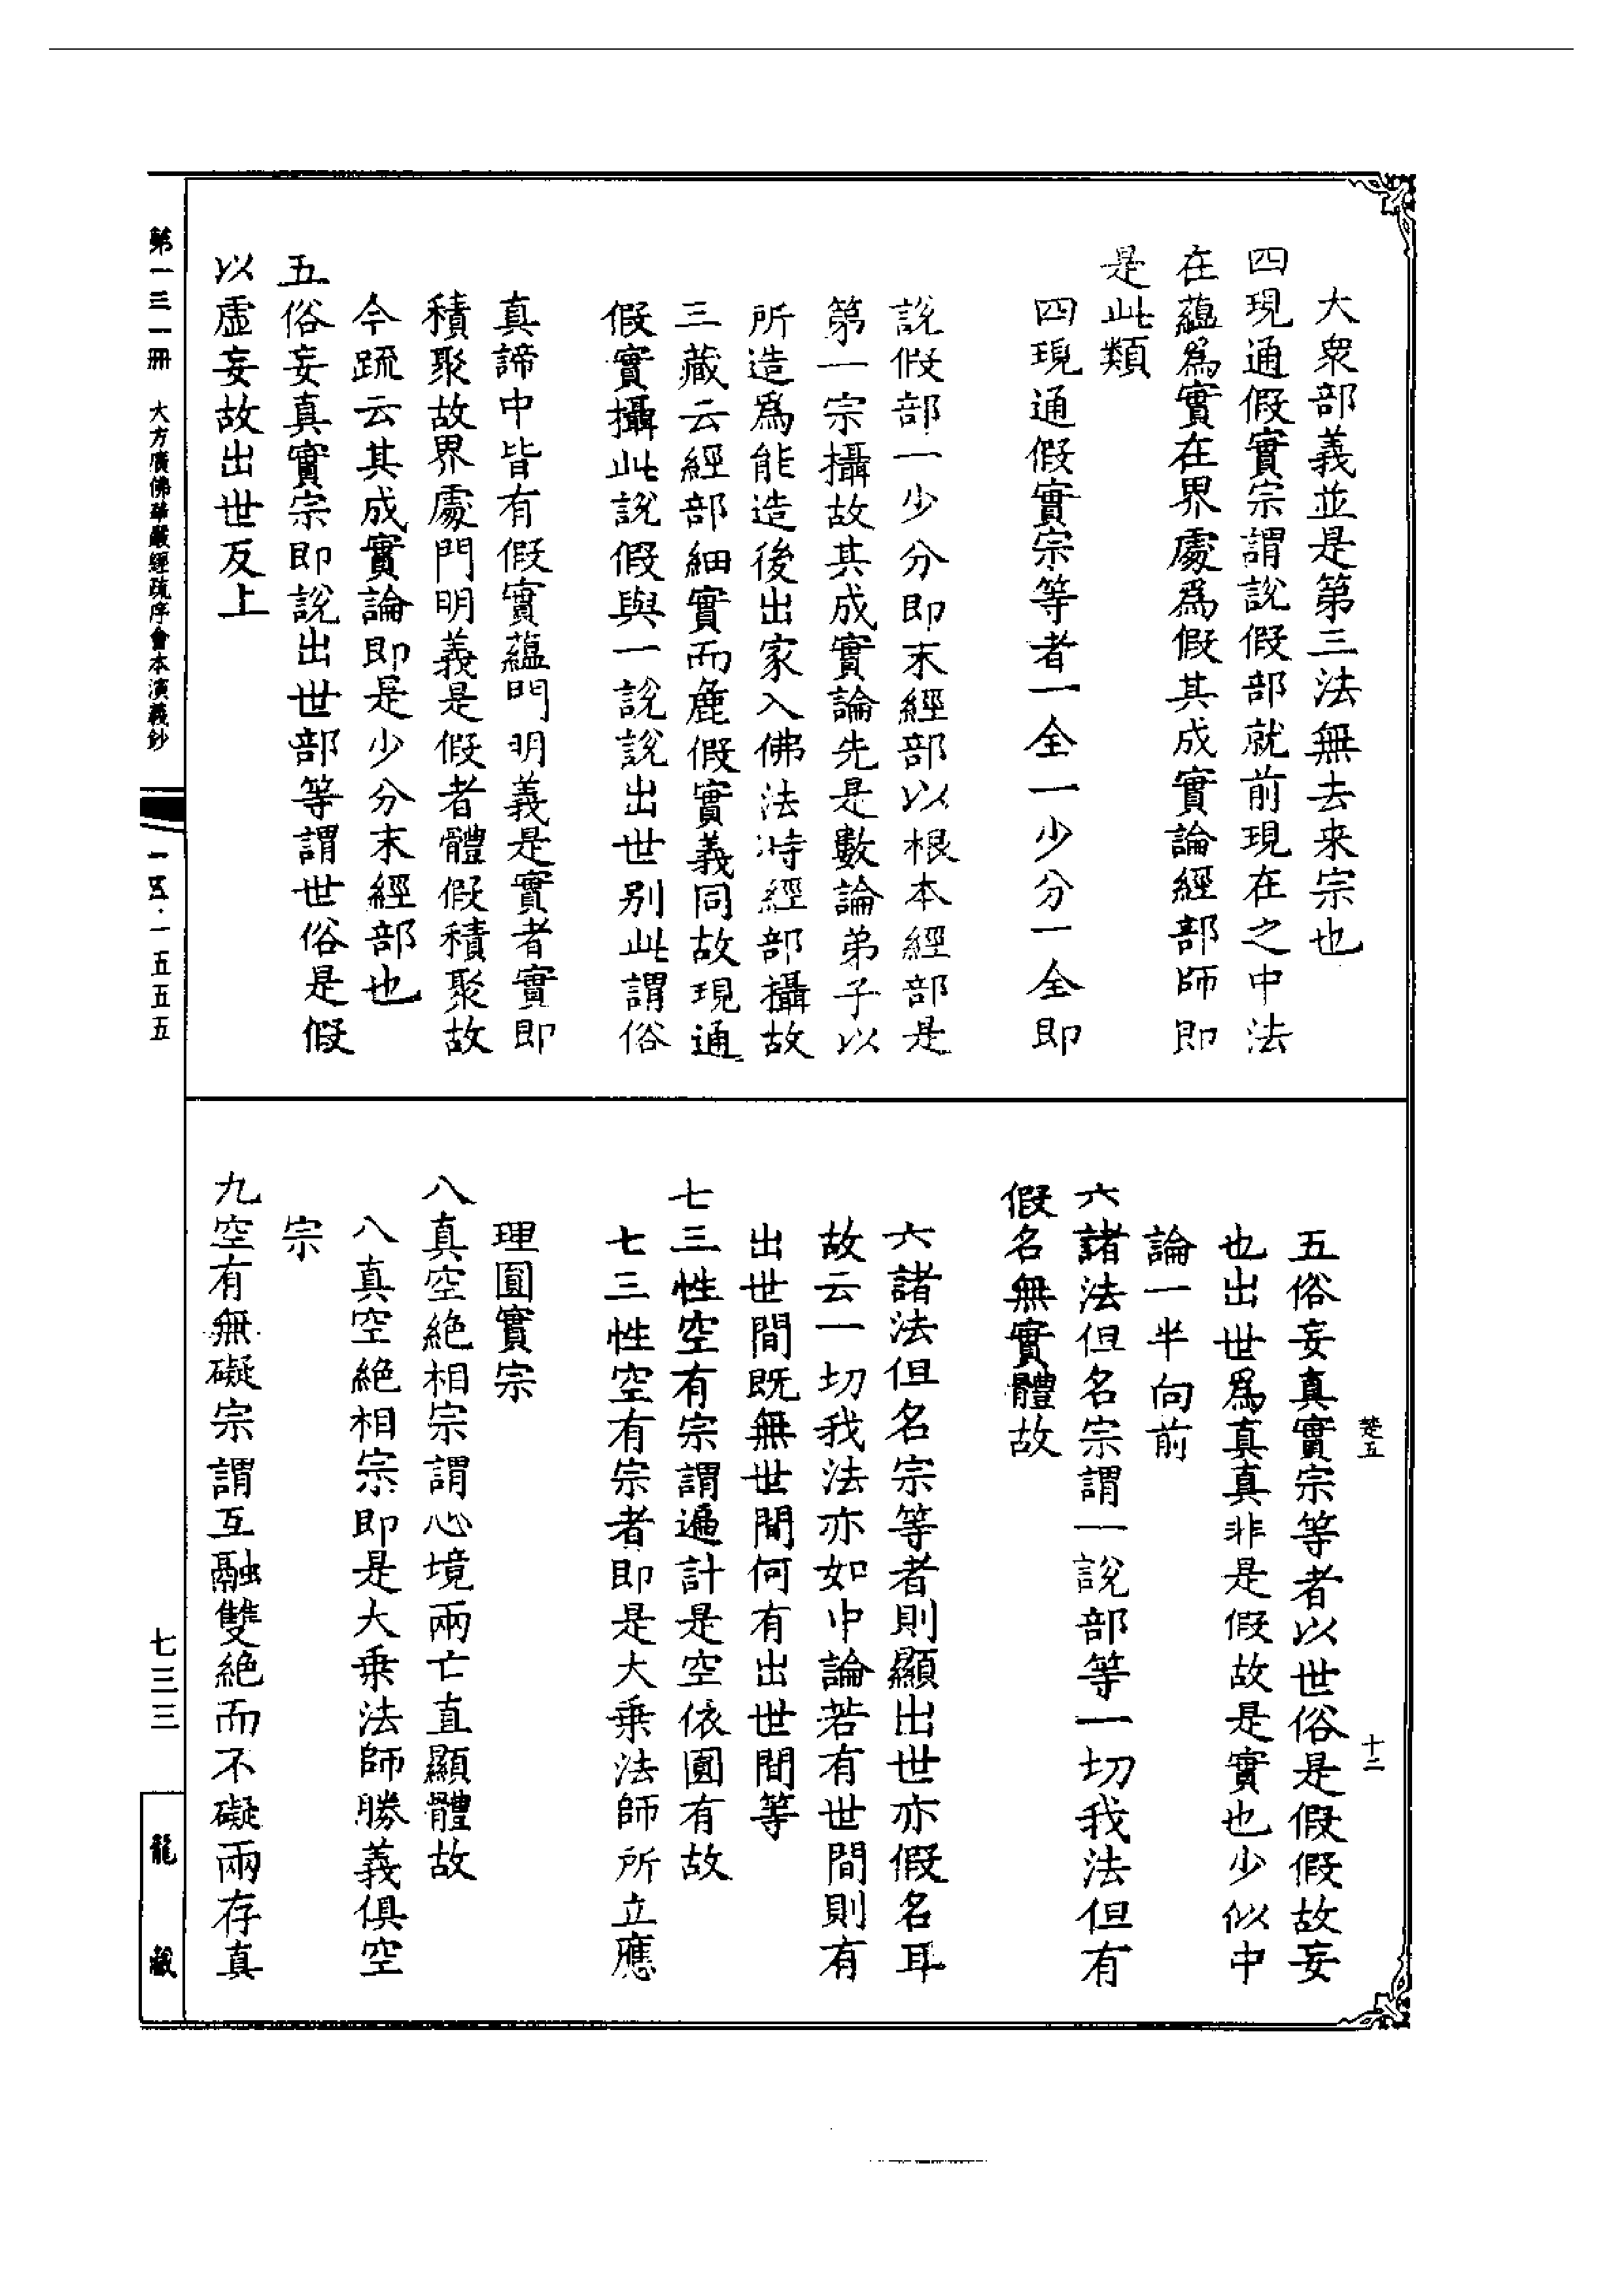 大衆部義並是第三法無去来宗也
四現通假實宗謂說假部就前現在之中法
在蘊爲實在界處爲假其成實論經部師即
是此類
四現通假實宗等者一全一少分一全即
說假部一少分即末經部以根本經部是
第一宗攝故其成實論先是數論弟子以
所造爲能造後出家入佛法時經部攝故
三藏云經部細實而麁假實義同故現通
假實攝此說假與一說說出世别此謂俗
真諦中皆有假實蘊門明義是實者實即
積聚故界處門明義是假者體假積聚故
今疏云其成實論即是少分末經部也
五俗妄真實宗即說出世部等謂世俗是假
以虛妄故出世反上
五俗妄真實宗等者以世俗是假假故妄
也出世爲真真非是假故是實也少似中
論一半向前
六諸法但名宗謂一說部等一切我法但有
假名無實體故
六諸法但名宗等者則顯出世亦假名耳
故云一切我法亦如中論若有世間則有
出世間既無世間何有出世間等
七三性空有宗謂遍計是空依圓有故
七三性空有宗者即是大乗法師所立應
理圓實宗
八真空絶相宗謂心境兩亡直顯體故
八真空絶相宗即是大乗法師勝義俱空
宗
九空有無礙宗謂互融雙絶而不礙兩存真
楚五
十二
第一三一冊 大方廣佛華嚴經疏序會本演義鈔
一五·一五五五
七三三
龍藏